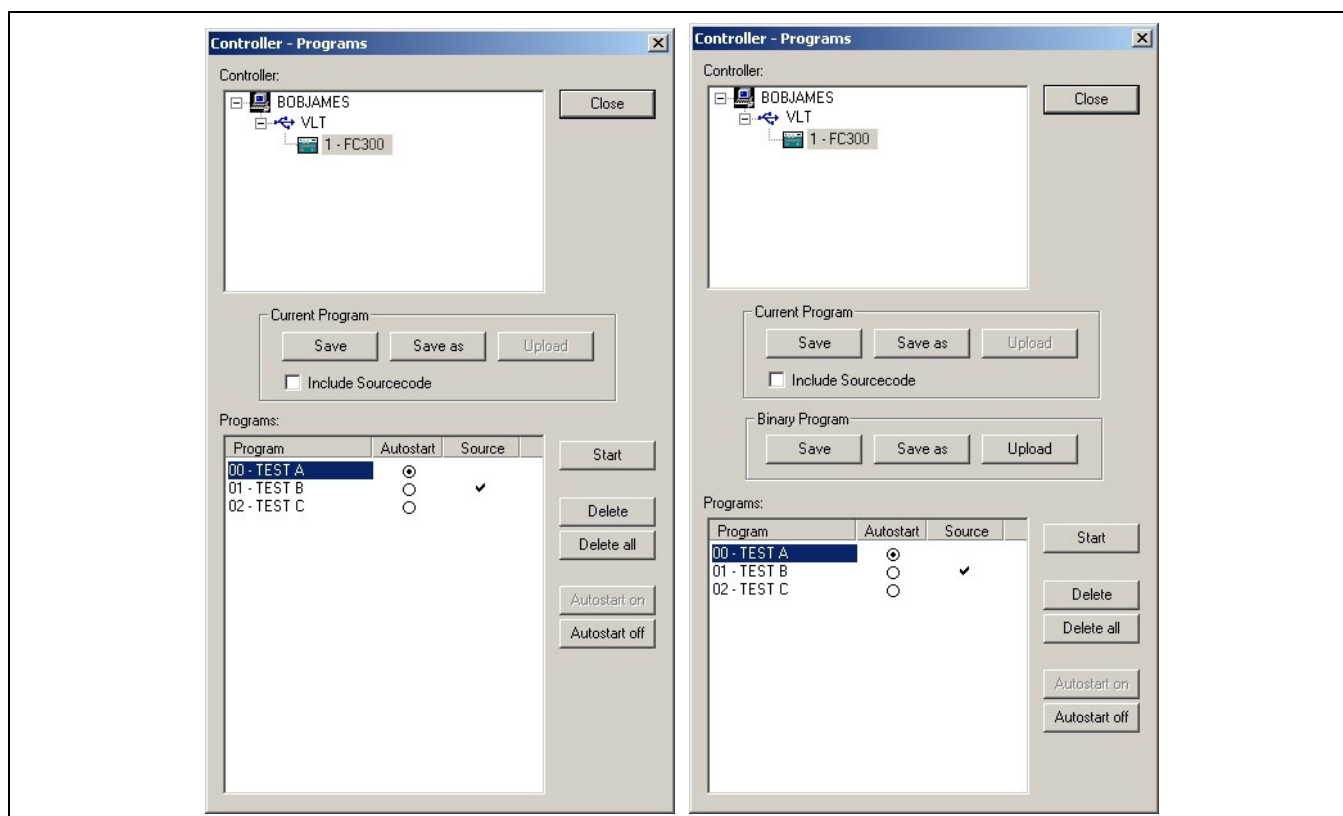 Controller - Programs
Controller:
BOBJAMES
VLT
1 - FC300
Close
Current Program
Save
Save as
Upload
Include Sourcecode
Programs:
Program Autostart Source
00 - TEST A
01 - TEST B
02 - TEST C
Start
Delete
Delete all
Autostart on
Autostart off
Controller - Programs
Controller:
BOBJAMES
VLT
1 - FC300
Close
Current Program
Save
Save as
Upload
Include Sourcecode
Binary Program
Save
Save as
Upload
Programs:
Program Autostart Source
00 - TEST A
01 - TEST B
02 - TEST C
Start
Delete
Delete all
Autostart on
Autostart off